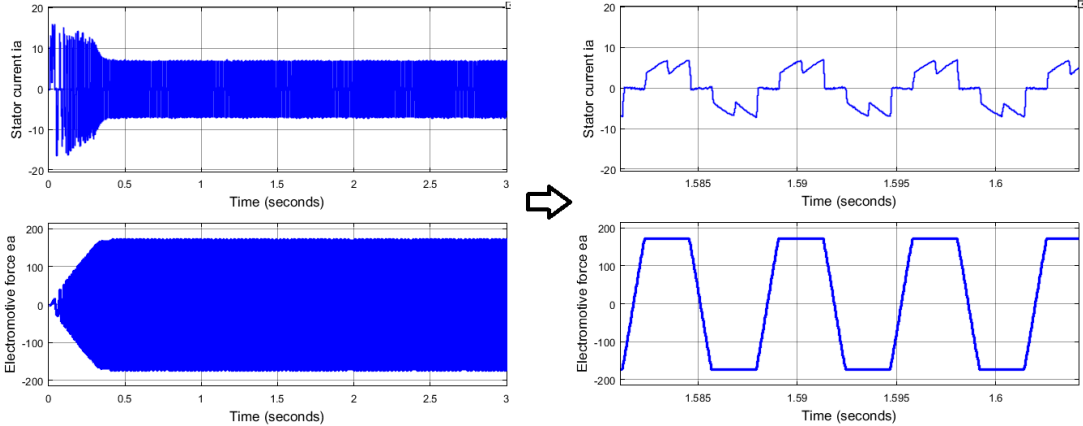 Stator current ia
20
10
0
-10
-20
0 0.5 1 1.5 2 2.5 3
Time (seconds)
Stator current ia
20
10
0
-10
-20
1.585 1.59 1.595 1.6
Time (seconds)
Electromotive force ea
200
100
0
-100
-200
0 0.5 1 1.5 2 2.5 3
Time (seconds)
Electromotive force ea
200
100
0
-100
-200
1.585 1.59 1.595 1.6
Time (seconds)